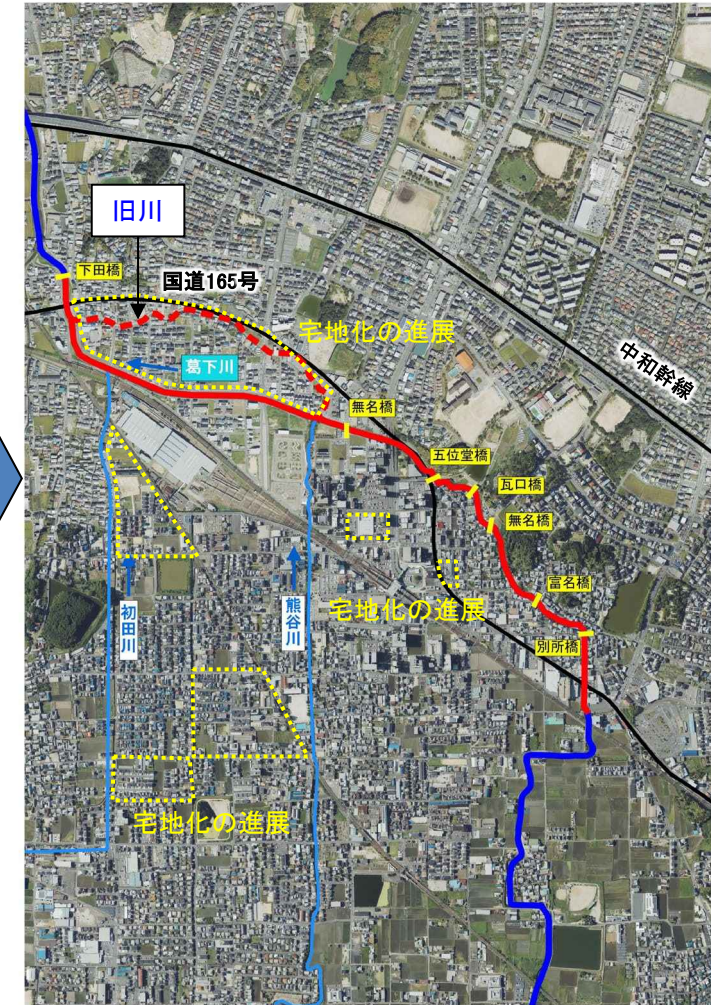 旧川
下田橋
国道165号
宅地化の進展
中和幹線
葛下川
無名橋
五位堂橋
瓦口橋
無名橋
富名橋
宅地化の進展
別所橋
初田川
熊谷川
宅地化の進展